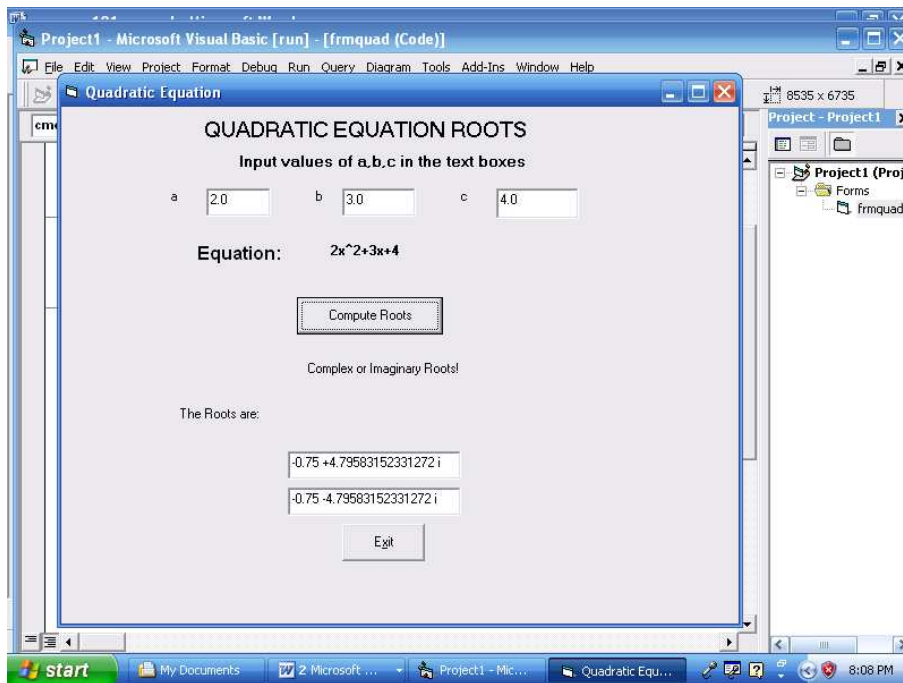 Project1 - Microsoft Visual Basic [run] - [frmquad (Code)]
File Edit View Project Format Debug Run Query Diagram Tools Add-Ins Window Help
Quadratic Equation
8535 x 6735
Project - Project1
QUADRATIC EQUATION ROOTS
Input values of a,b,c in the text boxes
a 2.0 b 3.0 c 4.0
Project1 (Proj
Forms
frmquad
Equation: 2x^2+3x+4
Compute Roots
Complex or Imaginary Roots!
The Roots are:
-0.75 +4.79583152331272 i
-0.75 -4.79583152331272 i
Exit
start My Documents 2 Microsoft ... Project1 - Mic... Quadratic Equ... 8:08 PM